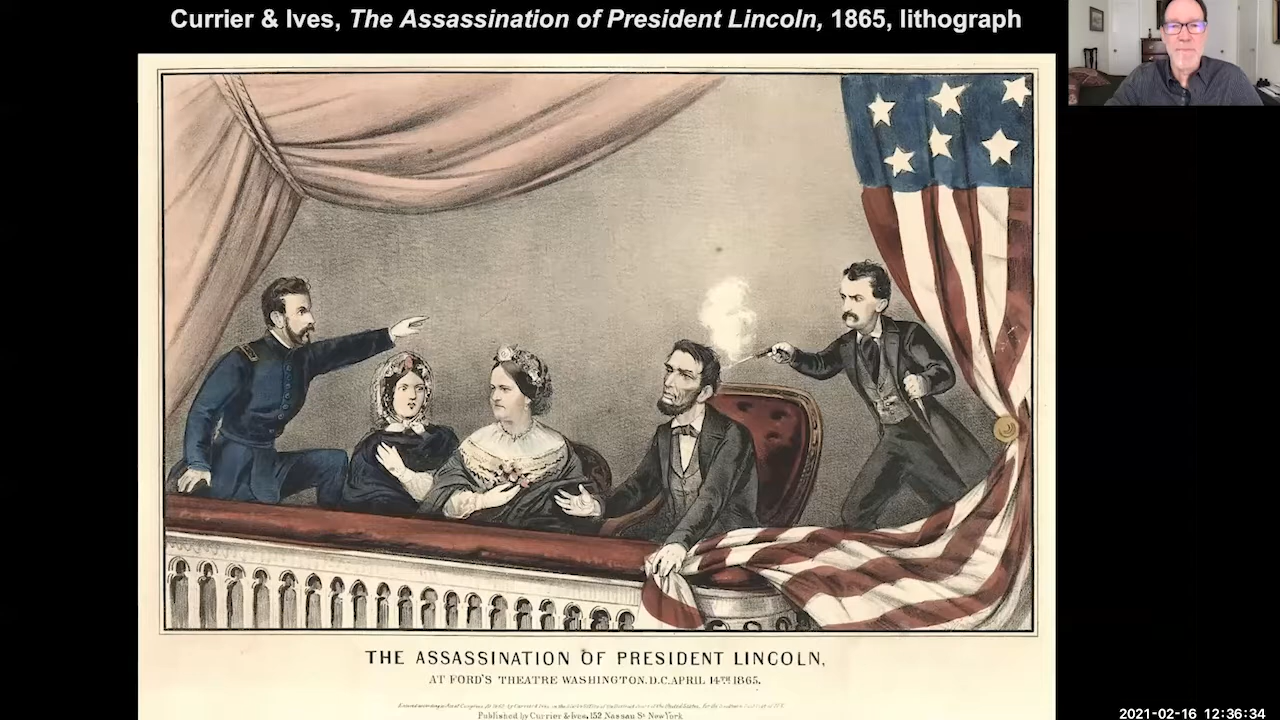 Currier & Ives, The Assassination of President Lincoln, 1865, lithograph
THE ASSASSINATION OF PRESIDENT LINCOLN,
AT FORD'S THEATRE WASHINGTON. D.C. APRIL 14TH 1865.
Published by Currier & Ives, 152 Nassau St New York
2021-02-16 12:36:34